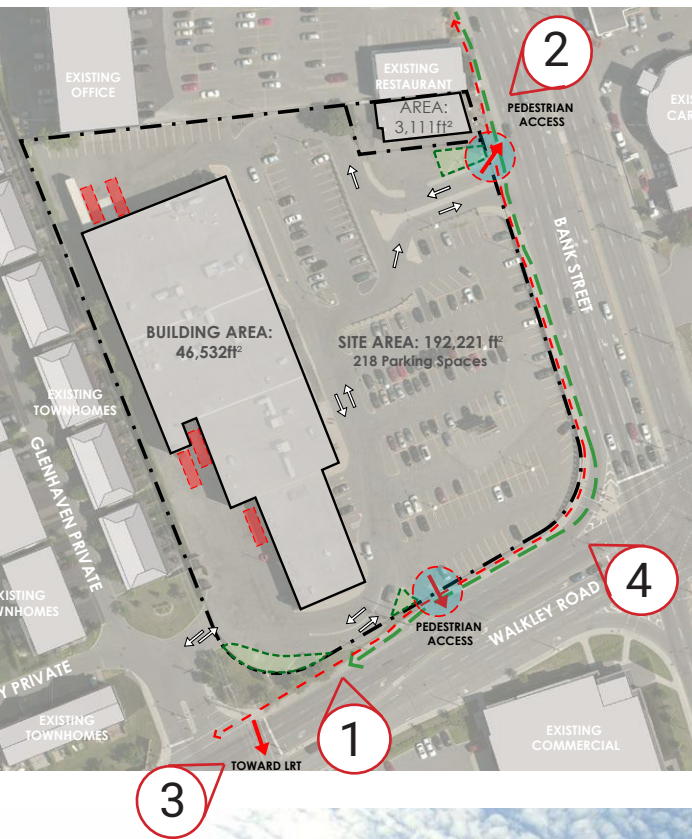 2
EXISTING
OFFICE
EXISTING
RESTAURANT
AREA:
3,111ft²
PEDESTRIAN
ACCESS
BANK STREET
BUILDING AREA:
46,532ft²
SITE AREA: 192,221 ft²
218 Parking Spaces
EXISTING
TOWNHOMES
GLENHAVEN PRIVATE
4
PEDESTRIAN
ACCESS
WALKLEY ROAD
PRIVATE
EXISTING
TOWNHOMES
1
EXISTING
COMMERCIAL
TOWARD LRT
3